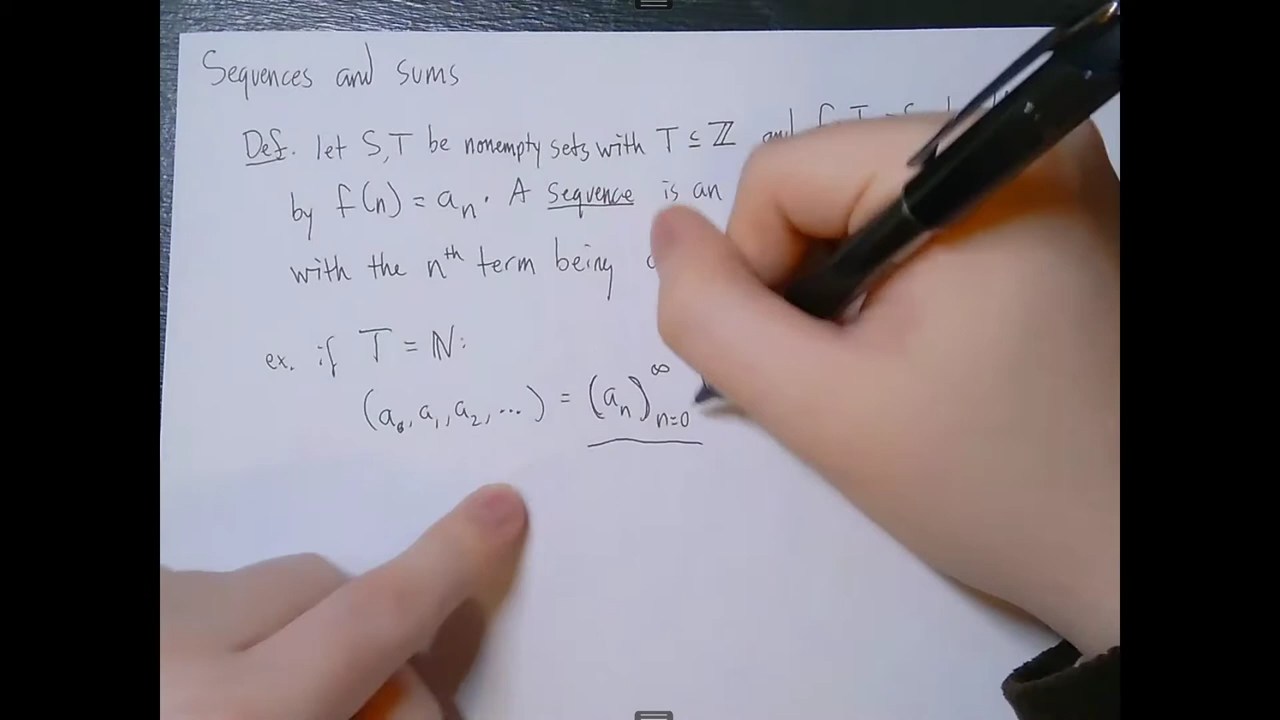 Sequences and sums
Def. let S, T be nonempty sets with T ⊆ ℤ and
by f(n) = aₙ. A sequence is an
with the nᵗʰ term being
ex. if T = ℕ:
(a₀, a₁, a₂, ...) = (aₙ)ₙ₌₀^∞